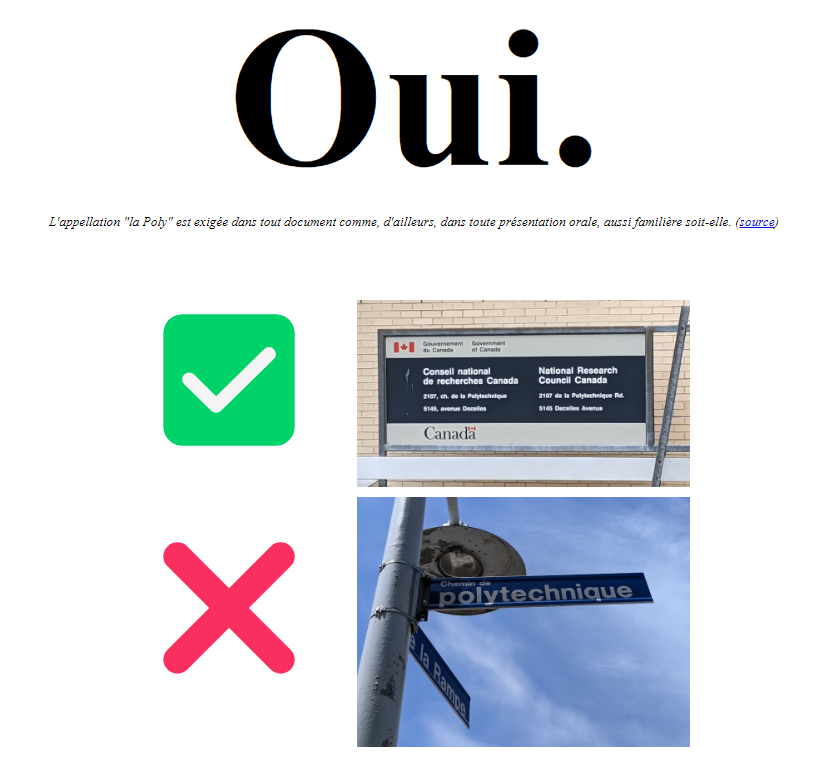 Oui.
L'appellation "la Poly" est exigée dans tout document comme, d'ailleurs, dans toute présentation orale, aussi familière soit-elle. (source)
Gouvernement du Canada
Government of Canada
Conseil national de recherches Canada
2107, ch. de la Polytechnique
5145, avenue Decelles
National Research Council Canada
2107 de la Polytechnique Rd.
5145 Decelles Avenue
Canada
Chemin de
polytechnique
e la Rampe